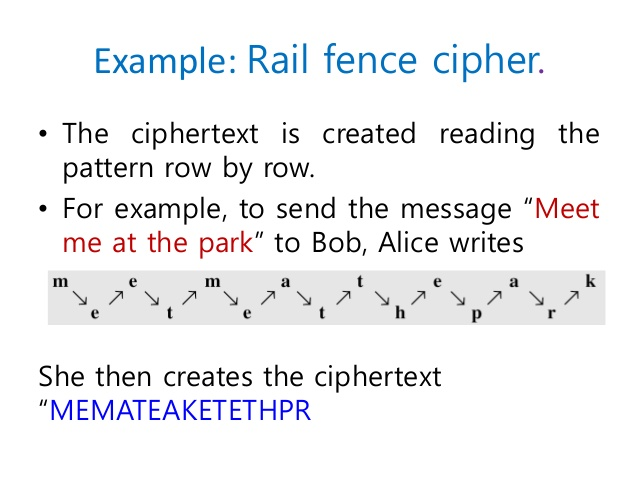 Example: Rail fence cipher.
• The ciphertext is created reading the
pattern row by row.
• For example, to send the message “Meet
me at the park” to Bob, Alice writes
m e m a t e a k
e t e t h p r
She then creates the ciphertext
“MEMATEAKETETHPR